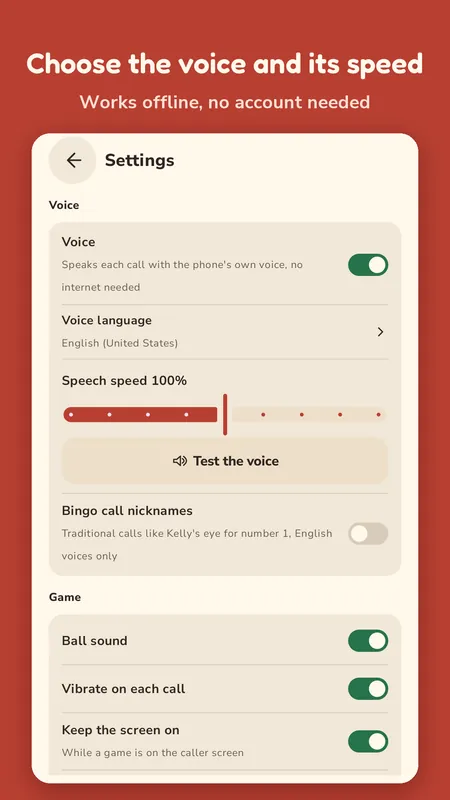 Choose the voice and its speed
Works offline, no account needed
Settings
Voice
Voice
Speaks each call with the phone's own voice, no
internet needed
Voice language
English (United States)
Speech speed 100%
Test the voice
Bingo call nicknames
Traditional calls like Kelly's eye for number 1, English
voices only
Game
Ball sound
Vibrate on each call
Keep the screen on
While a game is on the caller screen